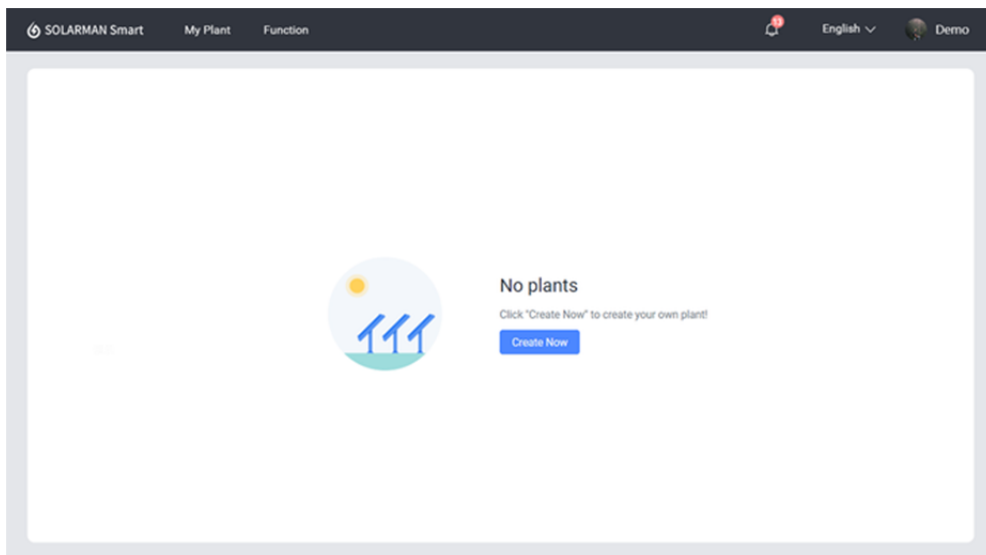 SOLARMAN Smart My Plant Function 13 English Demo
No plants
Click "Create Now" to create your own plant!
Create Now